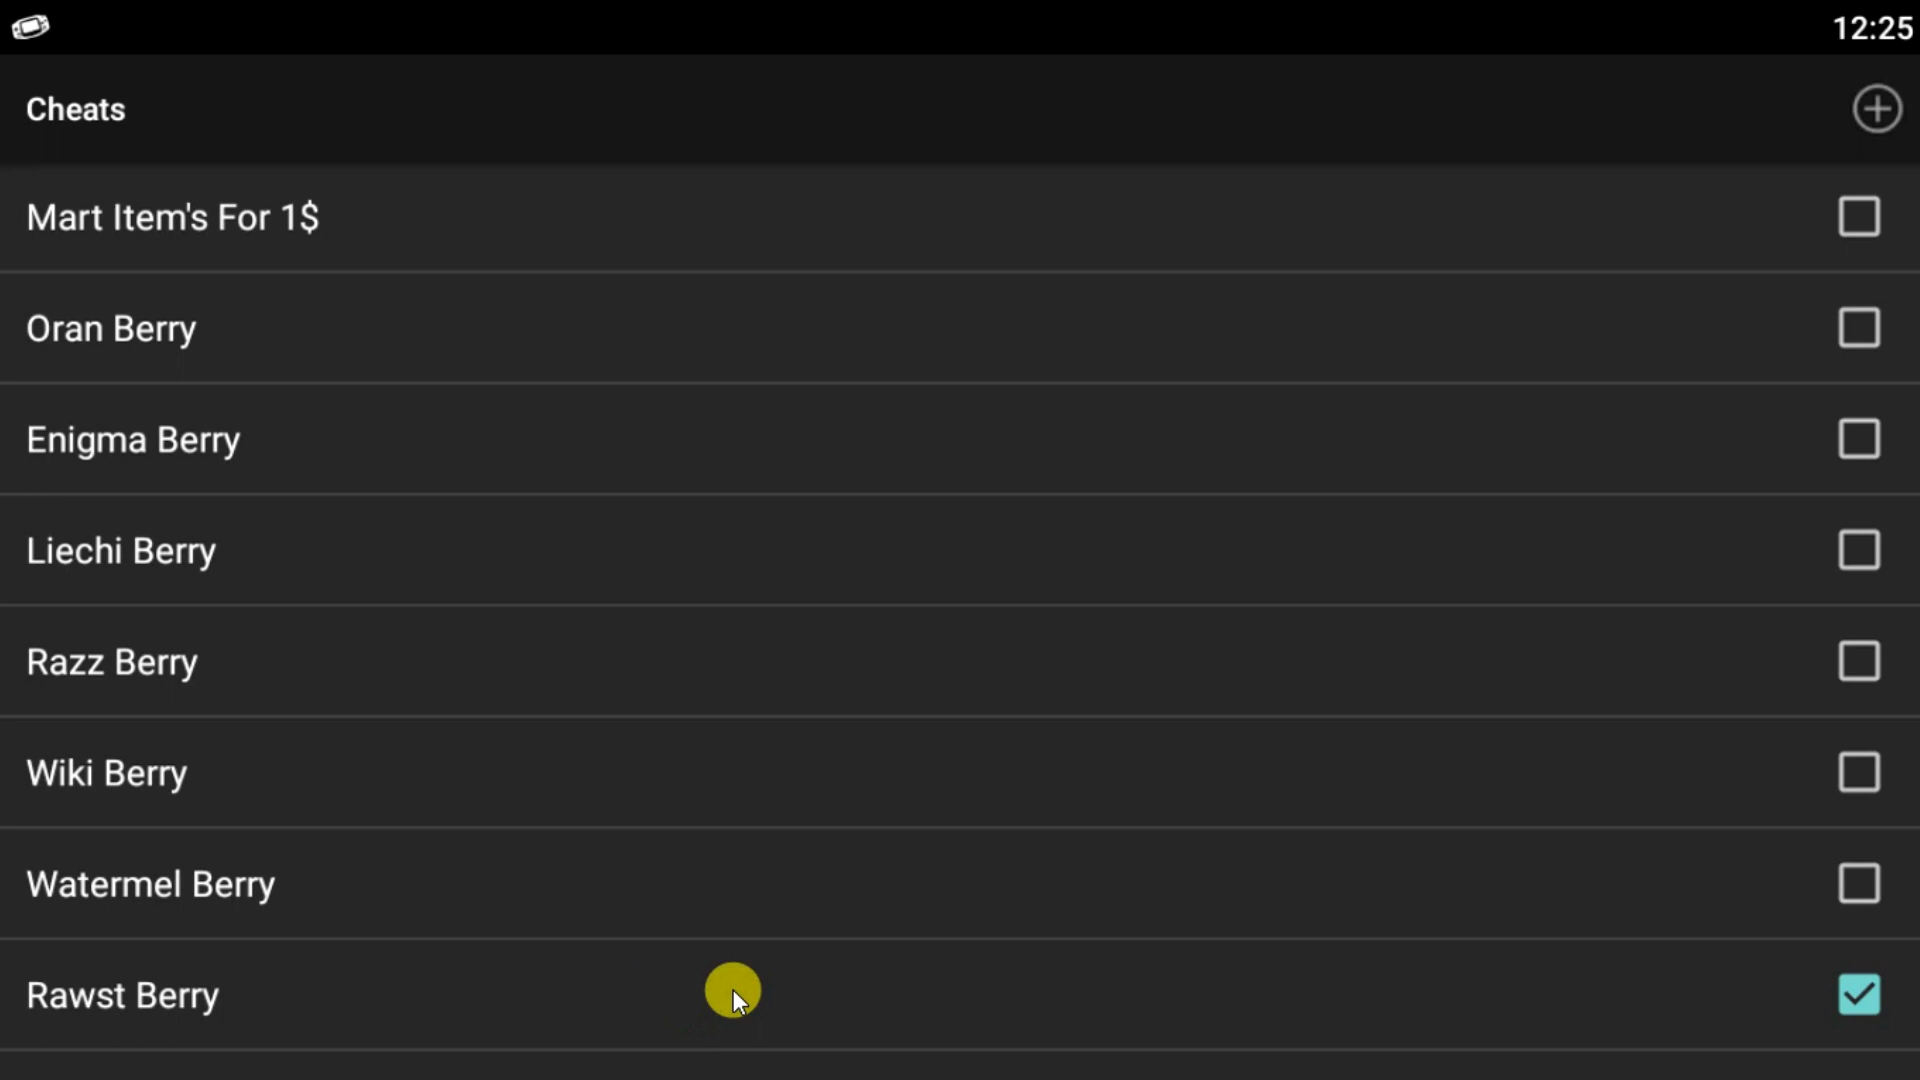 12:25
Cheats
Mart Item's For 1$
Oran Berry
Enigma Berry
Liechi Berry
Razz Berry
Wiki Berry
Watermel Berry
Rawst Berry